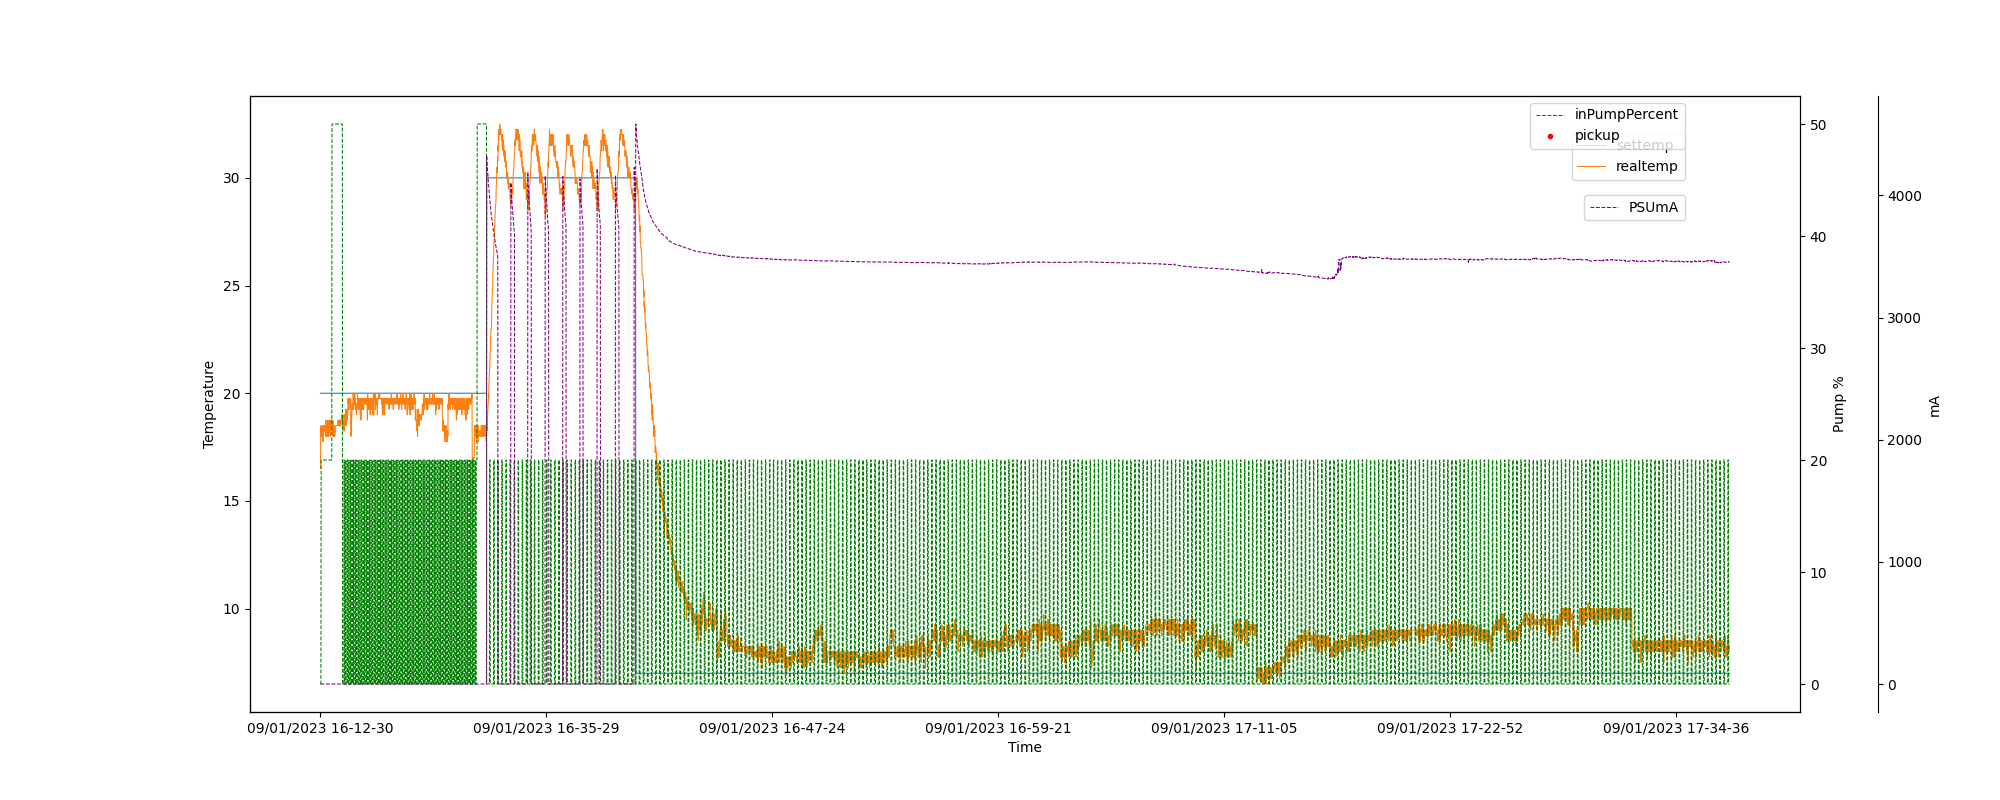 inPumpPercent
pickup
settemp
realtemp
PSUmA
Temperature
30
25
20
15
10
50
40
30
20
10
0
Pump %
4000
3000
2000
1000
0
mA
09/01/2023 16-12-30
09/01/2023 16-35-29
09/01/2023 16-47-24
09/01/2023 16-59-21
09/01/2023 17-11-05
09/01/2023 17-22-52
09/01/2023 17-34-36
Time